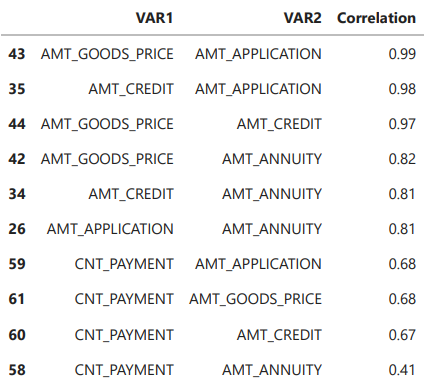 VAR1 VAR2 Correlation
43 AMT_GOODS_PRICE AMT_APPLICATION 0.99
35 AMT_CREDIT AMT_APPLICATION 0.98
44 AMT_GOODS_PRICE AMT_CREDIT 0.97
42 AMT_GOODS_PRICE AMT_ANNUITY 0.82
34 AMT_CREDIT AMT_ANNUITY 0.81
26 AMT_APPLICATION AMT_ANNUITY 0.81
59 CNT_PAYMENT AMT_APPLICATION 0.68
61 CNT_PAYMENT AMT_GOODS_PRICE 0.68
60 CNT_PAYMENT AMT_CREDIT 0.67
58 CNT_PAYMENT AMT_ANNUITY 0.41